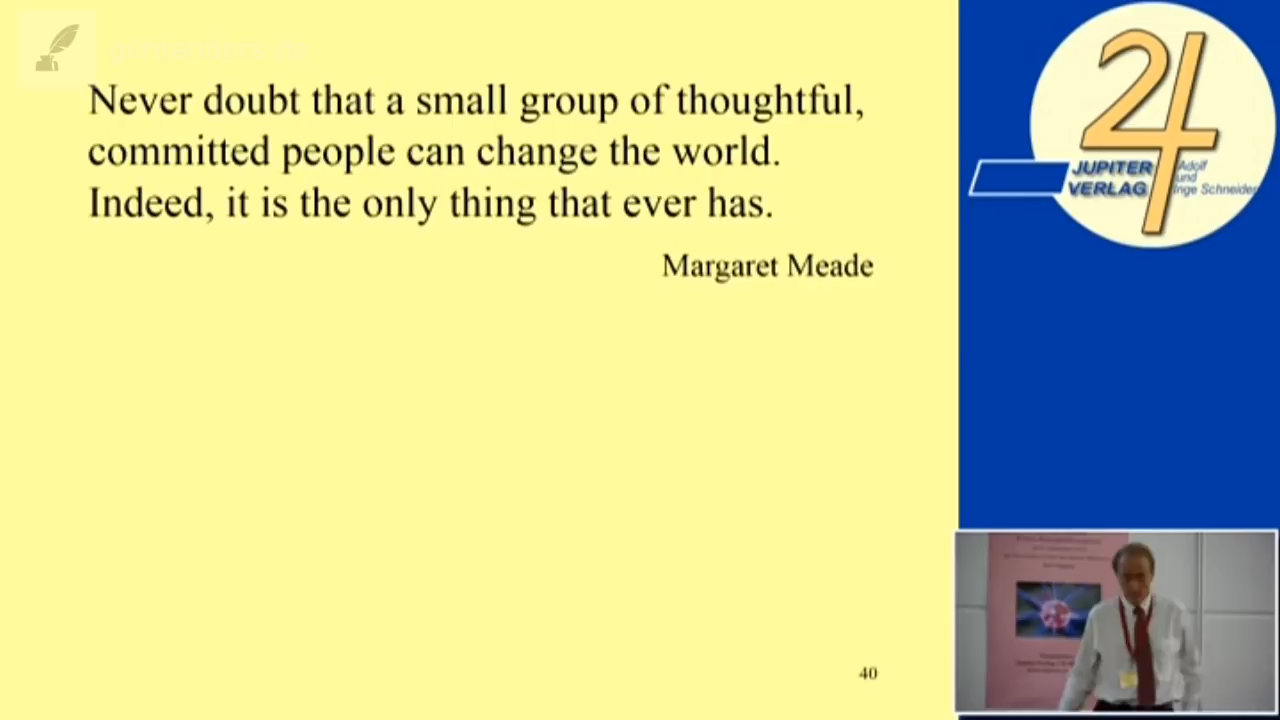 Never doubt that a small group of thoughtful,
committed people can change the world.
Indeed, it is the only thing that ever has.
Margaret Meade
40
24
JUPITER
VERLAG
Adolf
und
Inge Schneider